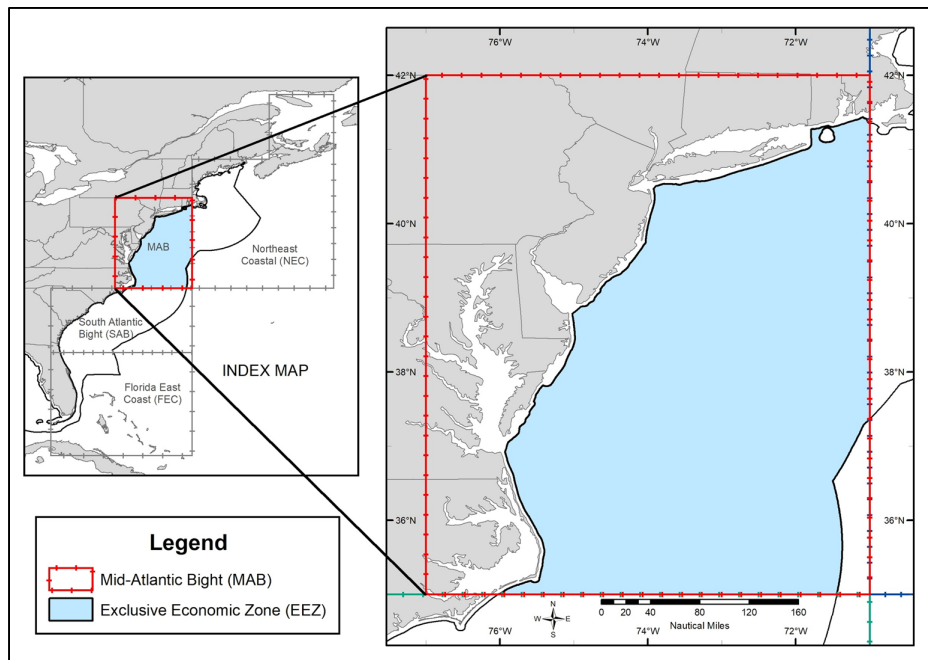 MAB
Northeast
Coastal (NEC)
South Atlantic
Bight (SAB)
INDEX MAP
Florida East
Coast (FEC)
Legend
Mid-Atlantic Bight (MAB)
Exclusive Economic Zone (EEZ)
76°W 74°W 72°W
42°N 42°N
40°N 40°N
38°N 38°N
36°N 36°N
N
W E
S
0 20 40 80 120 160
Nautical Miles
76°W 74°W 72°W